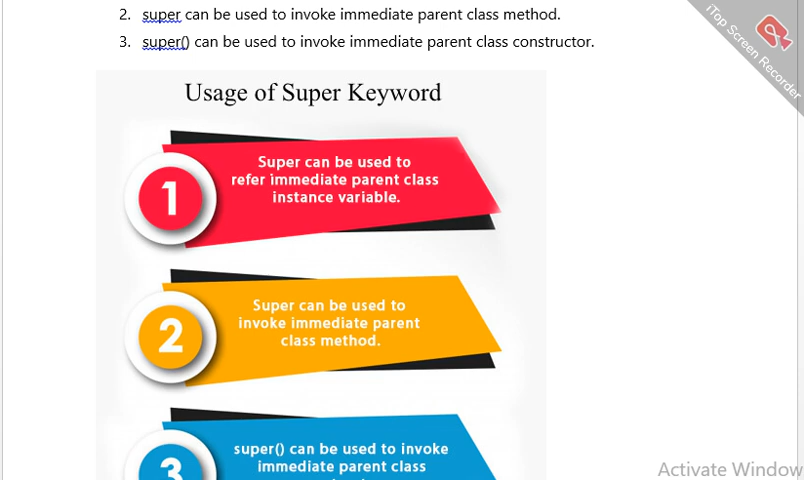 2. super can be used to invoke immediate parent class method.
3. super() can be used to invoke immediate parent class constructor.
iTop Screen Recorder
Usage of Super Keyword
1
Super can be used to
refer immediate parent class
instance variable.
2
Super can be used to
invoke immediate parent
class method.
3
super() can be used to invoke
immediate parent class
Activate Window